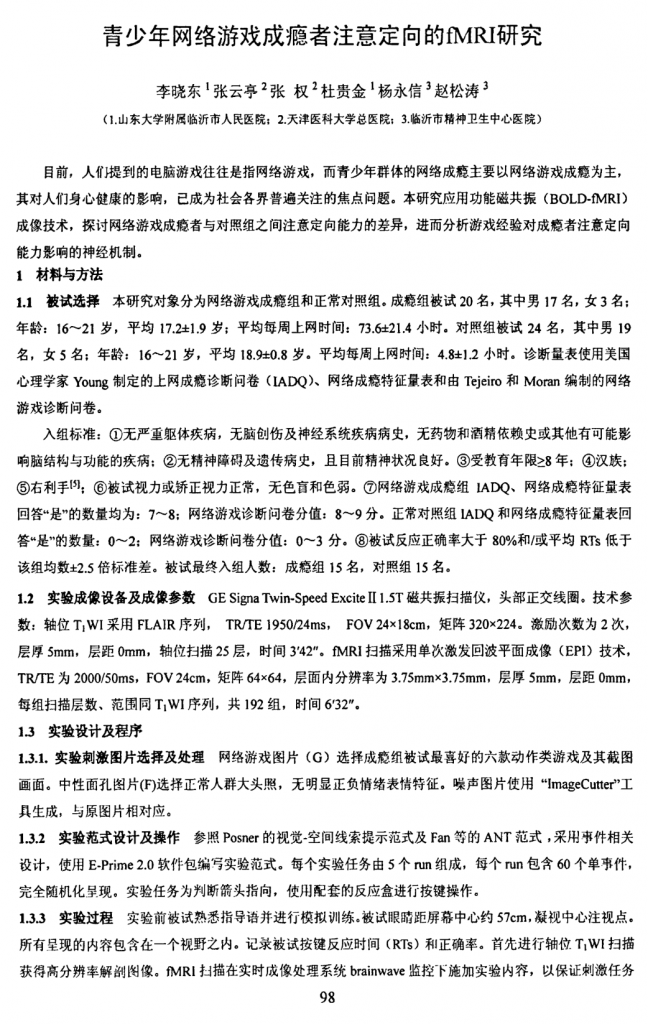 青少年网络游戏成瘾者注意定向的fMRI研究
李晓东¹张云亭²张 权²杜贵金¹杨永信³赵松涛³
（1.山东大学附属临沂市人民医院；2.天津医科大学总医院；3.临沂市精神卫生中心医院）
目前，人们提到的电脑游戏往往是指网络游戏，而青少年群体的网络成瘾主要以网络游戏成瘾为主，
其对人们身心健康的影响，已成为社会各界普遍关注的焦点问题。本研究应用功能磁共振（BOLD-fMRI）
成像技术，探讨网络游戏成瘾者与对照组之间注意定向能力的差异，进而分析游戏经验对成瘾者注意定向
能力影响的神经机制。
1 材料与方法
1.1 被试选择 本研究对象分为网络游戏成瘾组和正常对照组。成瘾组被试 20 名，其中男 17 名，女 3 名；
年龄：16～21 岁，平均 17.2±1.9 岁；平均每周上网时间：73.6±21.4 小时。对照组被试 24 名，其中男 19
名，女 5 名；年龄：16～21 岁，平均 18.9±0.8 岁。平均每周上网时间：4.8±1.2 小时。诊断量表使用美国
心理学家 Young 制定的上网成瘾诊断问卷（IADQ）、网络成瘾特征量表和由 Tejeiro 和 Moran 编制的网络
游戏诊断问卷。
入组标准：①无严重躯体疾病，无脑创伤及神经系统疾病病史，无药物和酒精依赖史或其他有可能影
响脑结构与功能的疾病；②无精神障碍及遗传病史，且目前精神状况良好。③受教育年限≥8 年；④汉族；
⑤右利手[5]；⑥被试视力或矫正视力正常，无色盲和色弱。⑦网络游戏成瘾组 IADQ、网络成瘾特征量表
回答“是”的数量均为：7～8；网络游戏诊断问卷分值：8～9 分。正常对照组 IADQ 和网络成瘾特征量表回
答“是”的数量：0～2；网络游戏诊断问卷分值：0～3 分。⑧被试反应正确率大于 80%和/或平均 RTs 低于
该组均数±2.5 倍标准差。被试最终入组人数：成瘾组 15 名，对照组 15 名。
1.2 实验成像设备及成像参数 GE Signa Twin-Speed ExciteⅡ1.5T 磁共振扫描仪，头部正交线圈。技术参
数：轴位 T₁WI 采用 FLAIR 序列， TR/TE 1950/24ms， FOV 24×18cm，矩阵 320×224。激励次数为 2 次，
层厚 5mm，层距 0mm，轴位扫描 25 层，时间 3′42″。fMRI 扫描采用单次激发回波平面成像（EPI）技术，
TR/TE 为 2000/50ms，FOV 24cm，矩阵 64×64，层面内分辨率为 3.75mm×3.75mm，层厚 5mm，层距 0mm，
每组扫描层数、范围同 T₁WI 序列，共 192 组，时间 6′32″。
1.3 实验设计及程序
1.3.1. 实验刺激图片选择及处理 网络游戏图片（G）选择成瘾组被试最喜好的六款动作类游戏及其截图
画面。中性面孔图片(F)选择正常人群大头照，无明显正负情绪表情特征。噪声图片使用 “ImageCutter”工
具生成，与原图片相对应。
1.3.2 实验范式设计及操作 参照 Posner 的视觉-空间线索提示范式及 Fan 等的 ANT 范式，采用事件相关
设计，使用 E-Prime 2.0 软件包编写实验范式。每个实验任务由 5 个 run 组成，每个 run 包含 60 个单事件，
完全随机化呈现。实验任务为判断箭头指向，使用配套的反应盒进行按键操作。
1.3.3 实验过程 实验前被试熟悉指导语并进行模拟训练。被试眼睛距屏幕中心约 57cm，凝视中心注视点。
所有呈现的内容包含在一个视野之内。记录被试按键反应时间（RTs）和正确率。首先进行轴位 T₁WI 扫描
获得高分辨率解剖图像。fMRI 扫描在实时成像处理系统 brainwave 监控下施加实验内容，以保证刺激任务
98